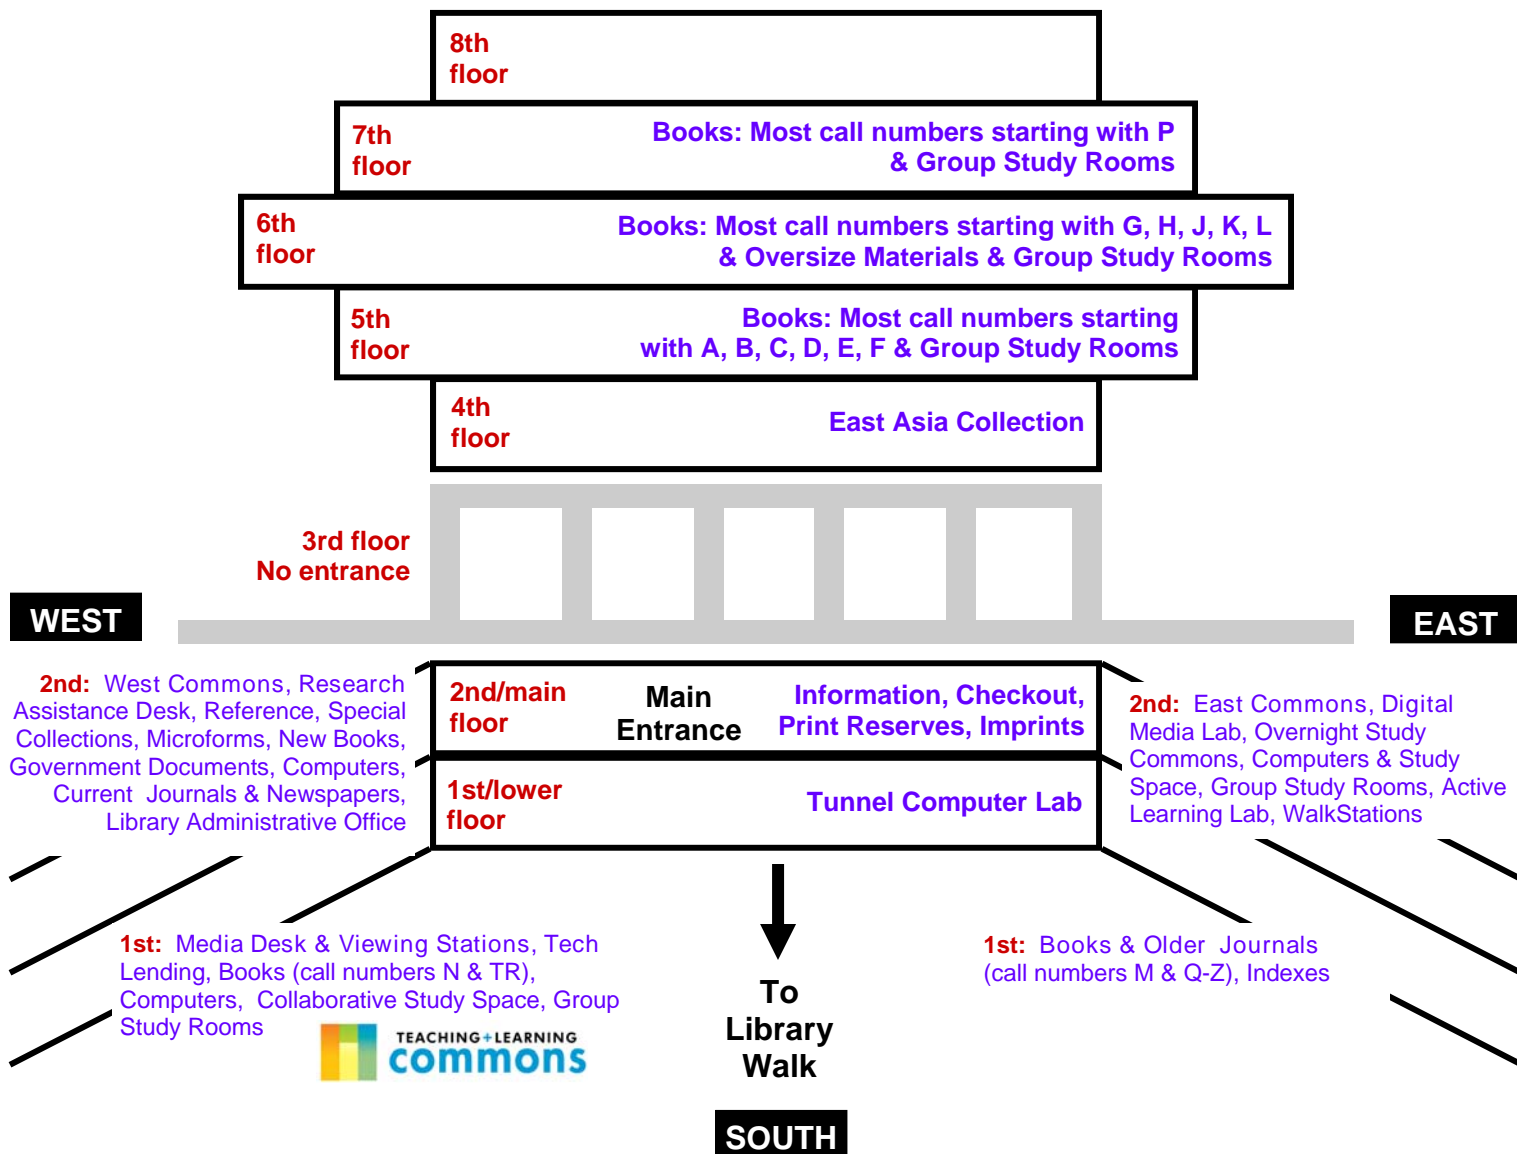 8th
floor
7th
floor
Books: Most call numbers starting with P
& Group Study Rooms
6th
floor
Books: Most call numbers starting with G, H, J, K, L
& Oversize Materials & Group Study Rooms
5th
floor
Books: Most call numbers starting
with A, B, C, D, E, F & Group Study Rooms
4th
floor
East Asia Collection
3rd floor
No entrance
WEST
EAST
2nd: West Commons, Research
Assistance Desk, Reference, Special
Collections, Microforms, New Books,
Government Documents, Computers,
Current Journals & Newspapers,
Library Administrative Office
2nd/main
floor
Main
Entrance
Information, Checkout,
Print Reserves, Imprints
2nd: East Commons, Digital
Media Lab, Overnight Study
Commons, Computers & Study
Space, Group Study Rooms, Active
Learning Lab, WalkStations
1st/lower
floor
Tunnel Computer Lab
1st: Media Desk & Viewing Stations, Tech
Lending, Books (call numbers N & TR),
Computers, Collaborative Study Space, Group
Study Rooms
TEACHING+LEARNING
commons
To
Library
Walk
1st: Books & Older Journals
(call numbers M & Q-Z), Indexes
SOUTH